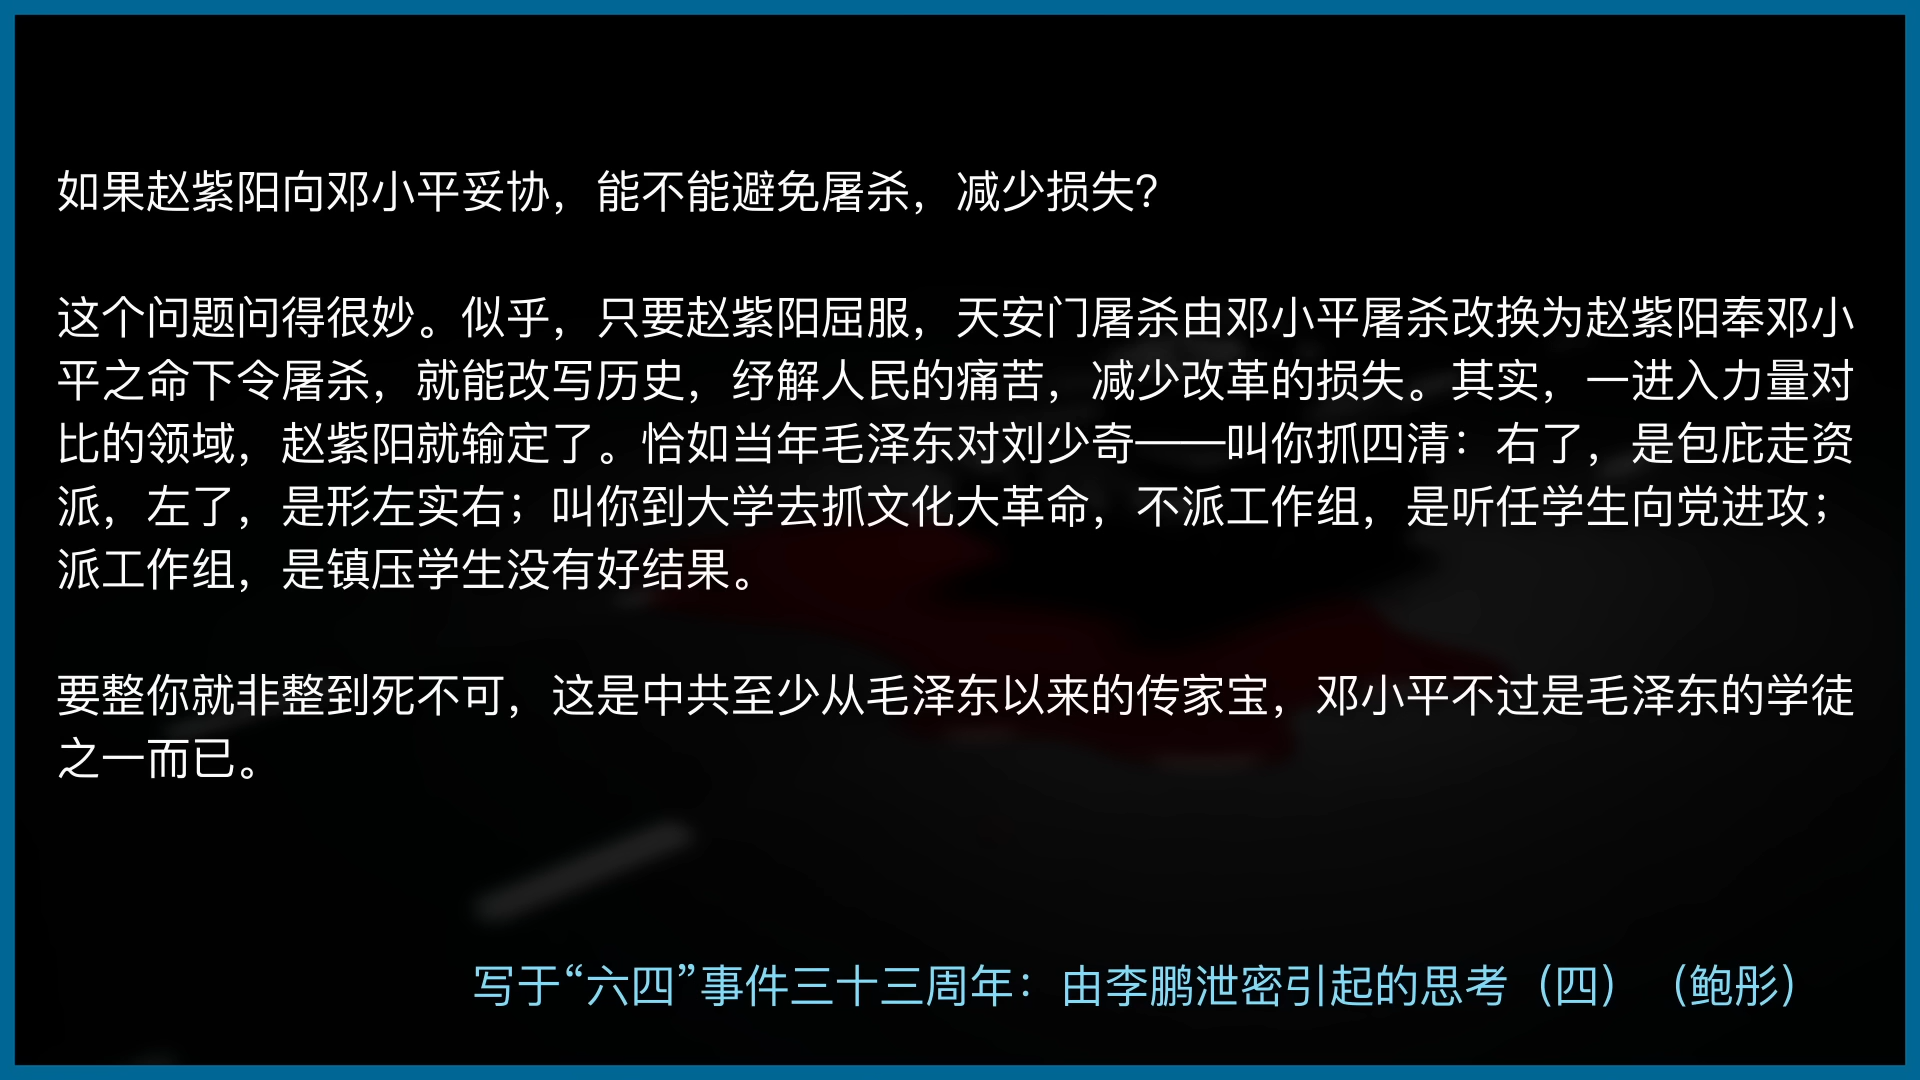 如果赵紫阳向邓小平妥协，能不能避免屠杀，减少损失？
这个问题问得很妙。似乎，只要赵紫阳屈服，天安门屠杀由邓小平屠杀改换为赵紫阳奉邓小
平之命下令屠杀，就能改写历史，纾解人民的痛苦，减少改革的损失。其实，一进入力量对
比的领域，赵紫阳就输定了。恰如当年毛泽东对刘少奇——叫你抓四清：右了，是包庇走资
派，左了，是形左实右；叫你到大学去抓文化大革命，不派工作组，是听任学生向党进攻；
派工作组，是镇压学生没有好结果。
要整你就非整到死不可，这是中共至少从毛泽东以来的传家宝，邓小平不过是毛泽东的学徒
之一而已。
写于“六四”事件三十三周年：由李鹏泄密引起的思考（四）（鲍彤）